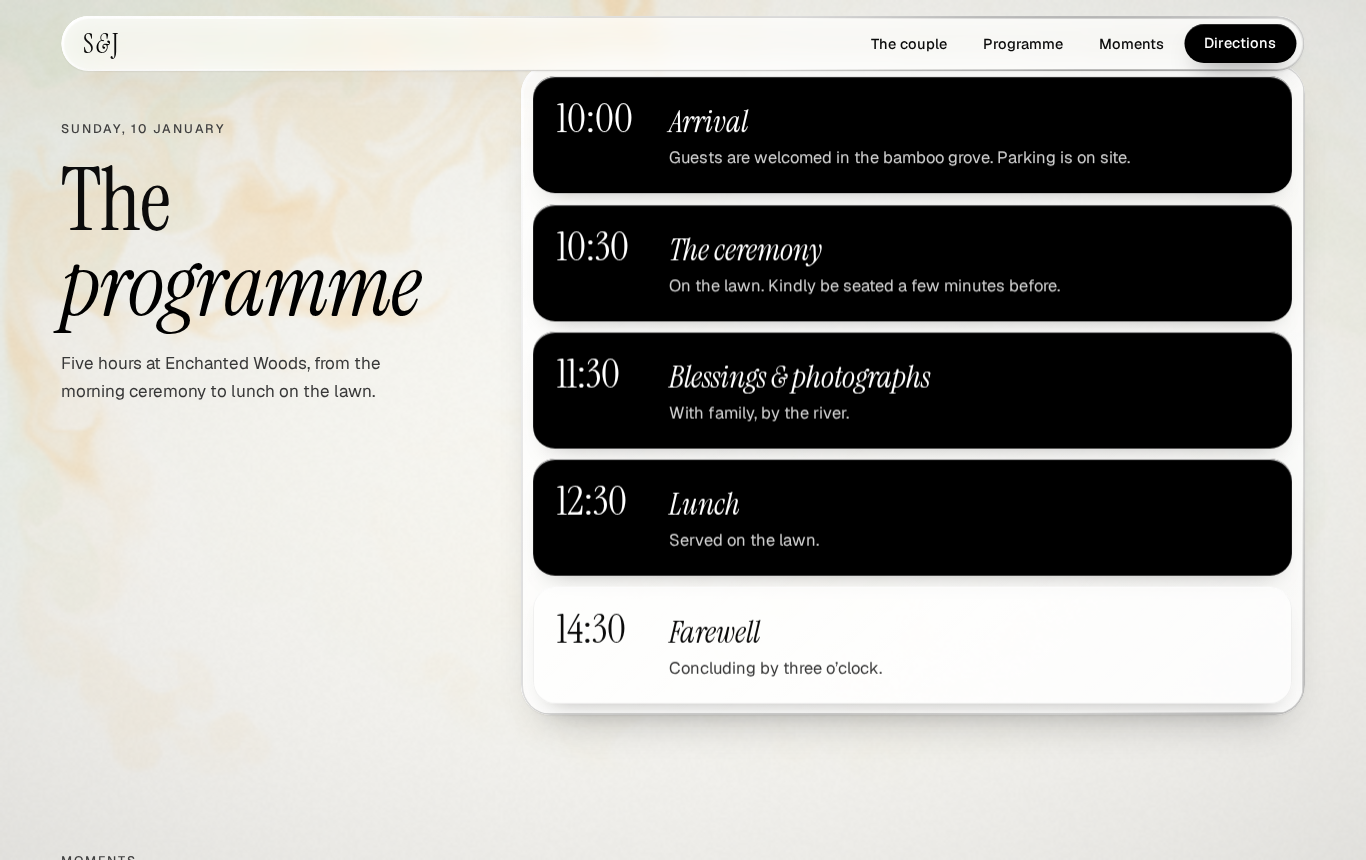 S&J
The couple
Programme
Moments
Directions
SUNDAY, 10 JANUARY
The
programme
Five hours at Enchanted Woods, from the
morning ceremony to lunch on the lawn.
10:00
Arrival
Guests are welcomed in the bamboo grove. Parking is on site.
10:30
The ceremony
On the lawn. Kindly be seated a few minutes before.
11:30
Blessings & photographs
With family, by the river.
12:30
Lunch
Served on the lawn.
14:30
Farewell
Concluding by three o’clock.
MOMENTS